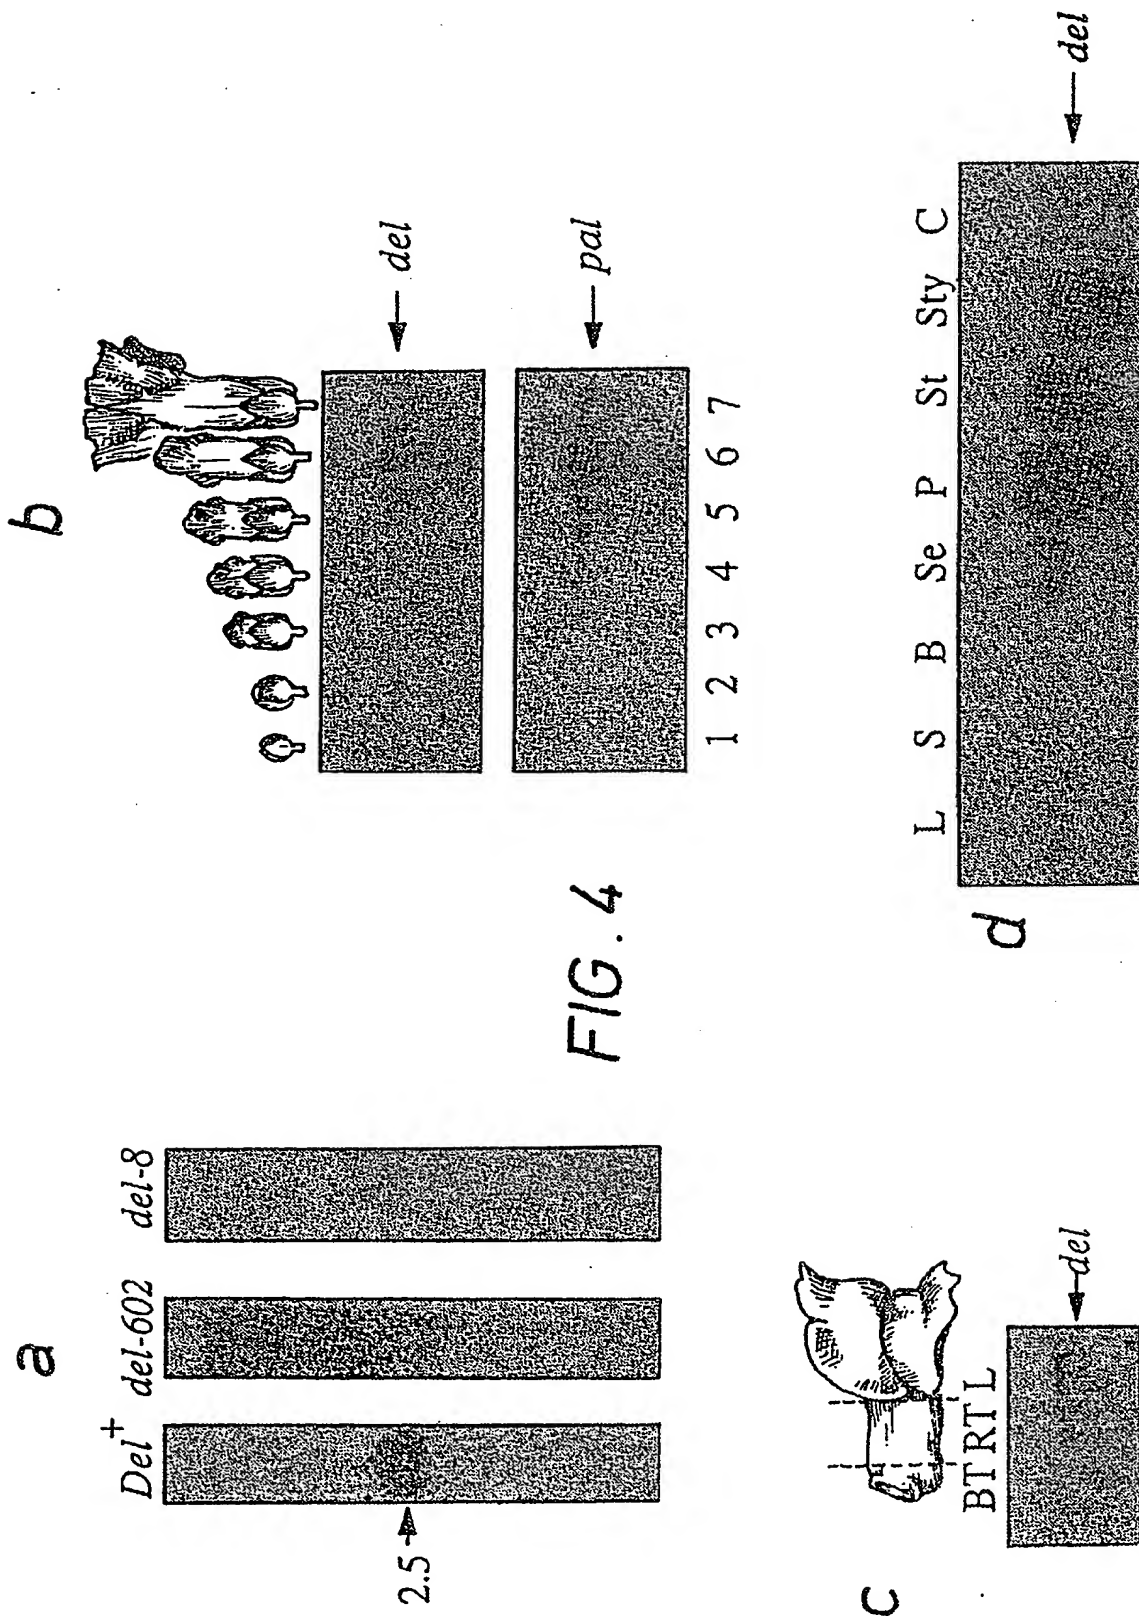 a
Del⁺ del-602 del-8
2.5
b
del
pal
1 2 3 4 5 6 7
FIG. 4
c
BT RT L
del
d
L S B Se P St Sty C
del